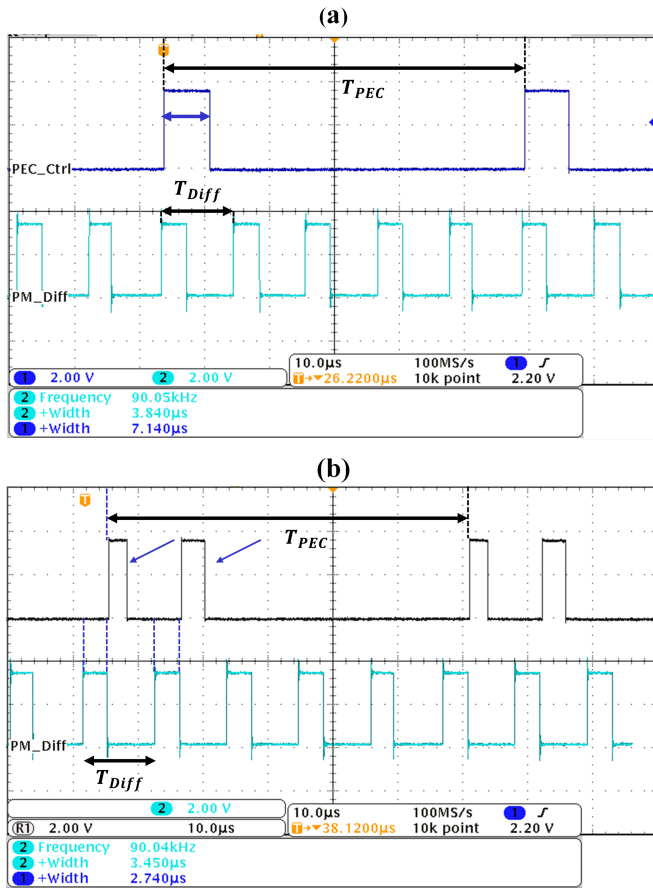 (a)
T
T_PEC
PEC_Ctrl
T_Diff
PM_Diff
1 2.00 V 2 2.00 V
10.0µs 100MS/s 1
T→▼26.2200µs 10k point 2.20 V
2 Frequency 90.05kHz
2 +Width 3.840µs
1 +Width 7.140µs
(b)
T
T_PEC
PM_Diff
T_Diff
2 2.00 V
R1 2.00 V 10.0µs
10.0µs 100MS/s 1
T→▼38.1200µs 10k point 2.20 V
2 Frequency 90.04kHz
2 +Width 3.450µs
1 +Width 2.740µs